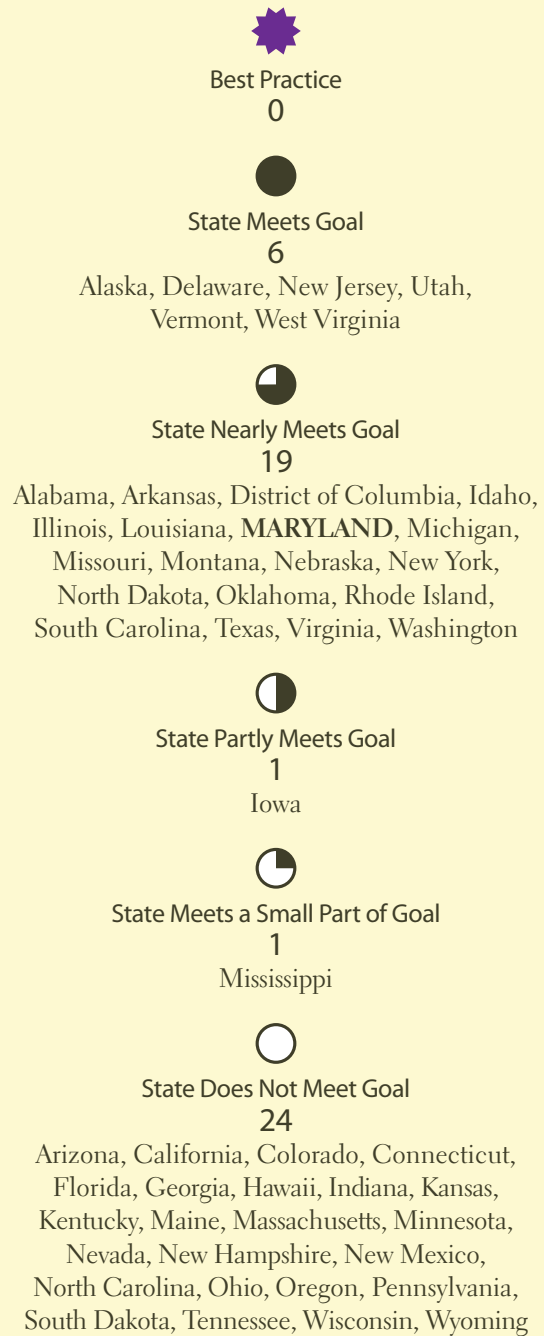 Best Practice
0
State Meets Goal
6
Alaska, Delaware, New Jersey, Utah,
Vermont, West Virginia
State Nearly Meets Goal
19
Alabama, Arkansas, District of Columbia, Idaho,
Illinois, Louisiana, MARYLAND, Michigan,
Missouri, Montana, Nebraska, New York,
North Dakota, Oklahoma, Rhode Island,
South Carolina, Texas, Virginia, Washington
State Partly Meets Goal
1
Iowa
State Meets a Small Part of Goal
1
Mississippi
State Does Not Meet Goal
24
Arizona, California, Colorado, Connecticut,
Florida, Georgia, Hawaii, Indiana, Kansas,
Kentucky, Maine, Massachusetts, Minnesota,
Nevada, New Hampshire, New Mexico,
North Carolina, Ohio, Oregon, Pennsylvania,
South Dakota, Tennessee, Wisconsin, Wyoming